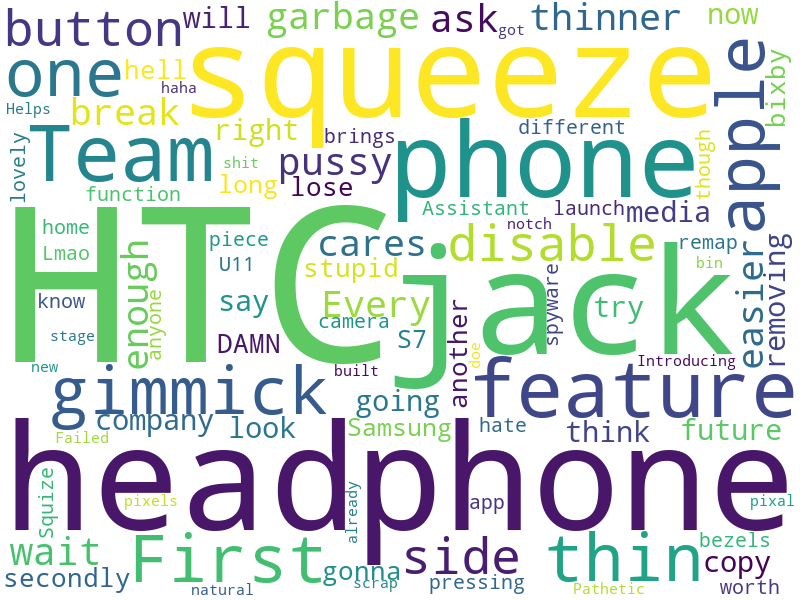 button
will
garbage
ask
got
thinner
now
one
hell
haha
squeeze
apple
bixby
Helps
break
Team
right
brings
different
phone
though
lovely
shit
pussy
long
lose
function
Assistant
launch
media
notch
HTC
home
Lmao
enough
anyone
piece
U11
cares
stupid
disable
remap
bin
easier
removing
know
say
Every
camera
S7
jack
try
spyware
another
doe
stage
DAMN
new
built
Introducing
gimmick
going
feature
company
look
Samsung
hate
think
future
Failed
headphone
Squize
pixels
already
app
pixal
wait
First
side
thin
bezels
copy
secondly
natural
gonna
scrap
pressing
Pathetic
worth